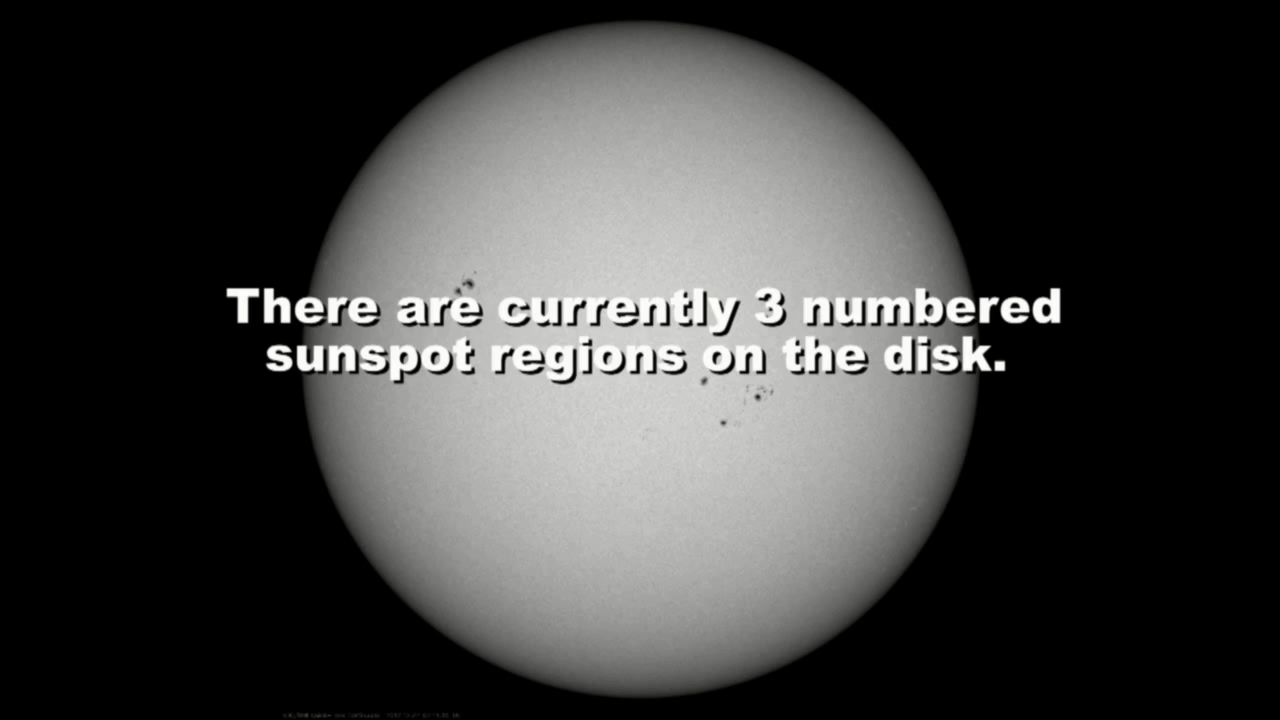 There are currently 3 numbered
sunspot regions on the disk.